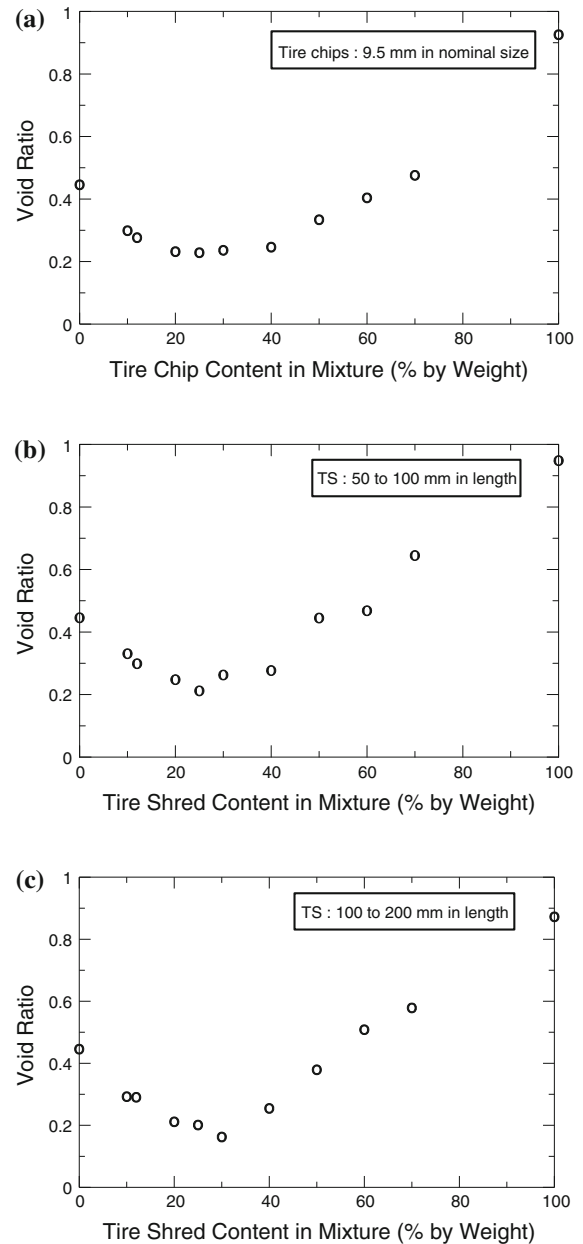 (a)
Tire chips : 9.5 mm in nominal size
1
0.8
0.6
0.4
0.2
0
Void Ratio
0 20 40 60 80 100
Tire Chip Content in Mixture (% by Weight)
(b)
TS : 50 to 100 mm in length
1
0.8
0.6
0.4
0.2
0
Void Ratio
0 20 40 60 80 100
Tire Shred Content in Mixture (% by Weight)
(c)
TS : 100 to 200 mm in length
1
0.8
0.6
0.4
0.2
0
Void Ratio
0 20 40 60 80 100
Tire Shred Content in Mixture (% by Weight)